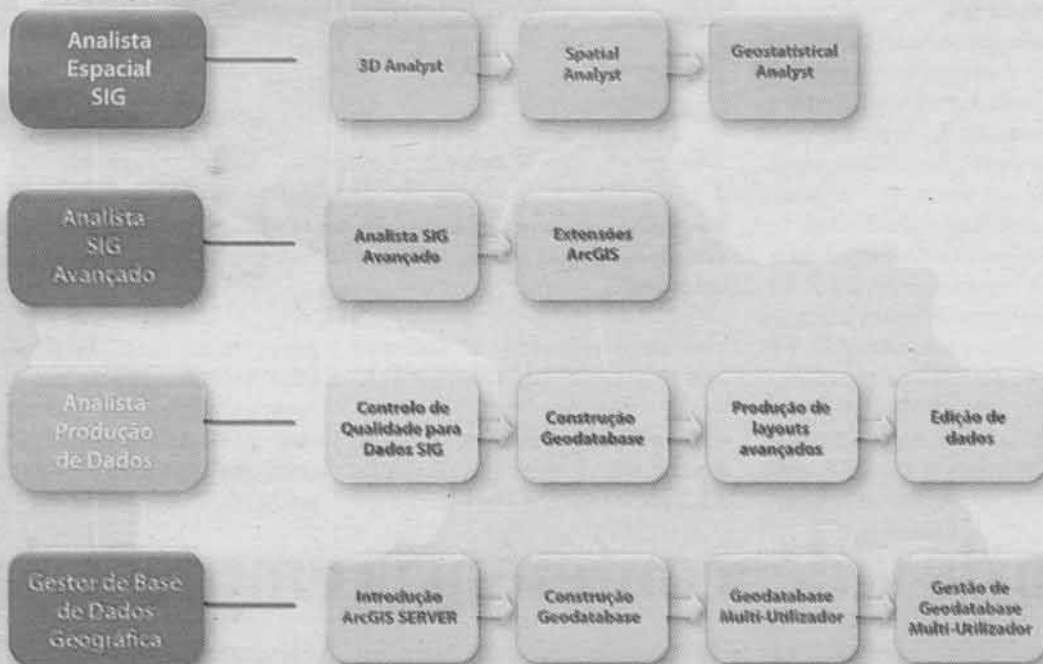 Analista
Espacial
SIG
3D Analyst
Spatial
Analyst
Geostatistical
Analyst
Analista
SIG
Avançado
Analista SIG
Avançado
Extensões
ArcGIS
Analista
Produção
de Dados
Controlo de
Qualidade para
Dados SIG
Construção
Geodatabase
Produção de
layouts
avançados
Edição de
dados
Gestor de Base
de Dados
Geográfica
Introdução
ArcGIS SERVER
Construção
Geodatabase
Geodatabase
Multi-Utilizador
Gestão de
Geodatabase
Multi-Utilizador